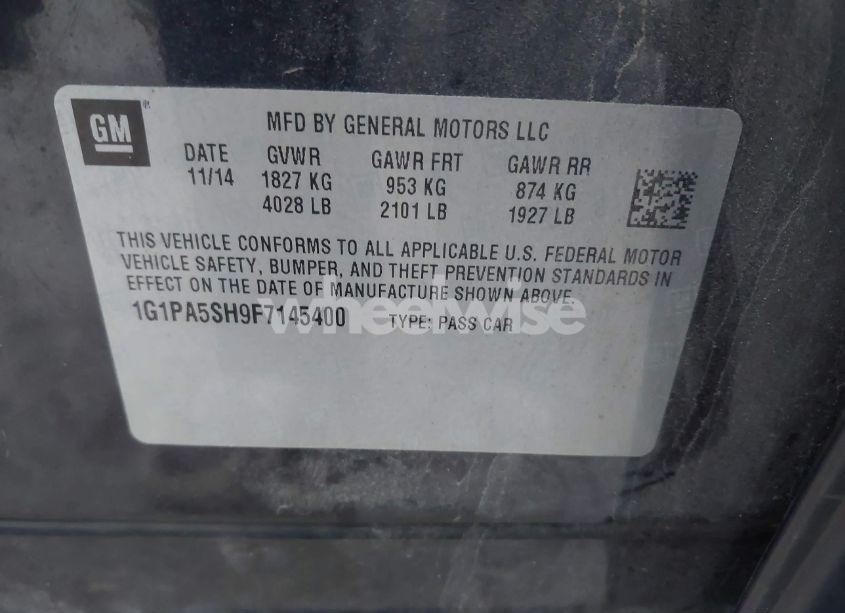 GM
MFD BY GENERAL MOTORS LLC
DATE GVWR GAWR FRT GAWR RR
11/14 1827 KG 953 KG 874 KG
4028 LB 2101 LB 1927 LB
THIS VEHICLE CONFORMS TO ALL APPLICABLE U.S. FEDERAL MOTOR
VEHICLE SAFETY, BUMPER, AND THEFT PREVENTION STANDARDS IN
EFFECT ON THE DATE OF MANUFACTURE SHOWN ABOVE.
1G1PA5SH9F7145400 TYPE: PASS CAR
wheelwise